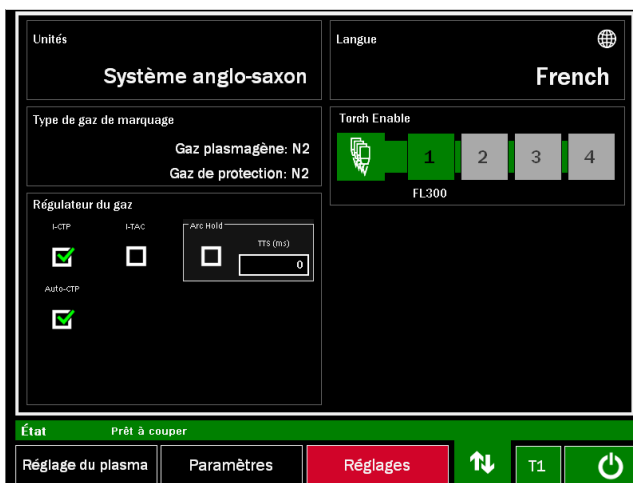 Unités
Système anglo-saxon
Langue
French
Type de gaz de marquage
Gaz plasmagène: N2
Gaz de protection: N2
Torch Enable
1 2 3 4
FL300
Régulateur du gaz
I-CTP I-TAC Arc Hold
TTS (ms)
0
Auto-CTP
État Prêt à couper
Réglage du plasma Paramètres Réglages T1